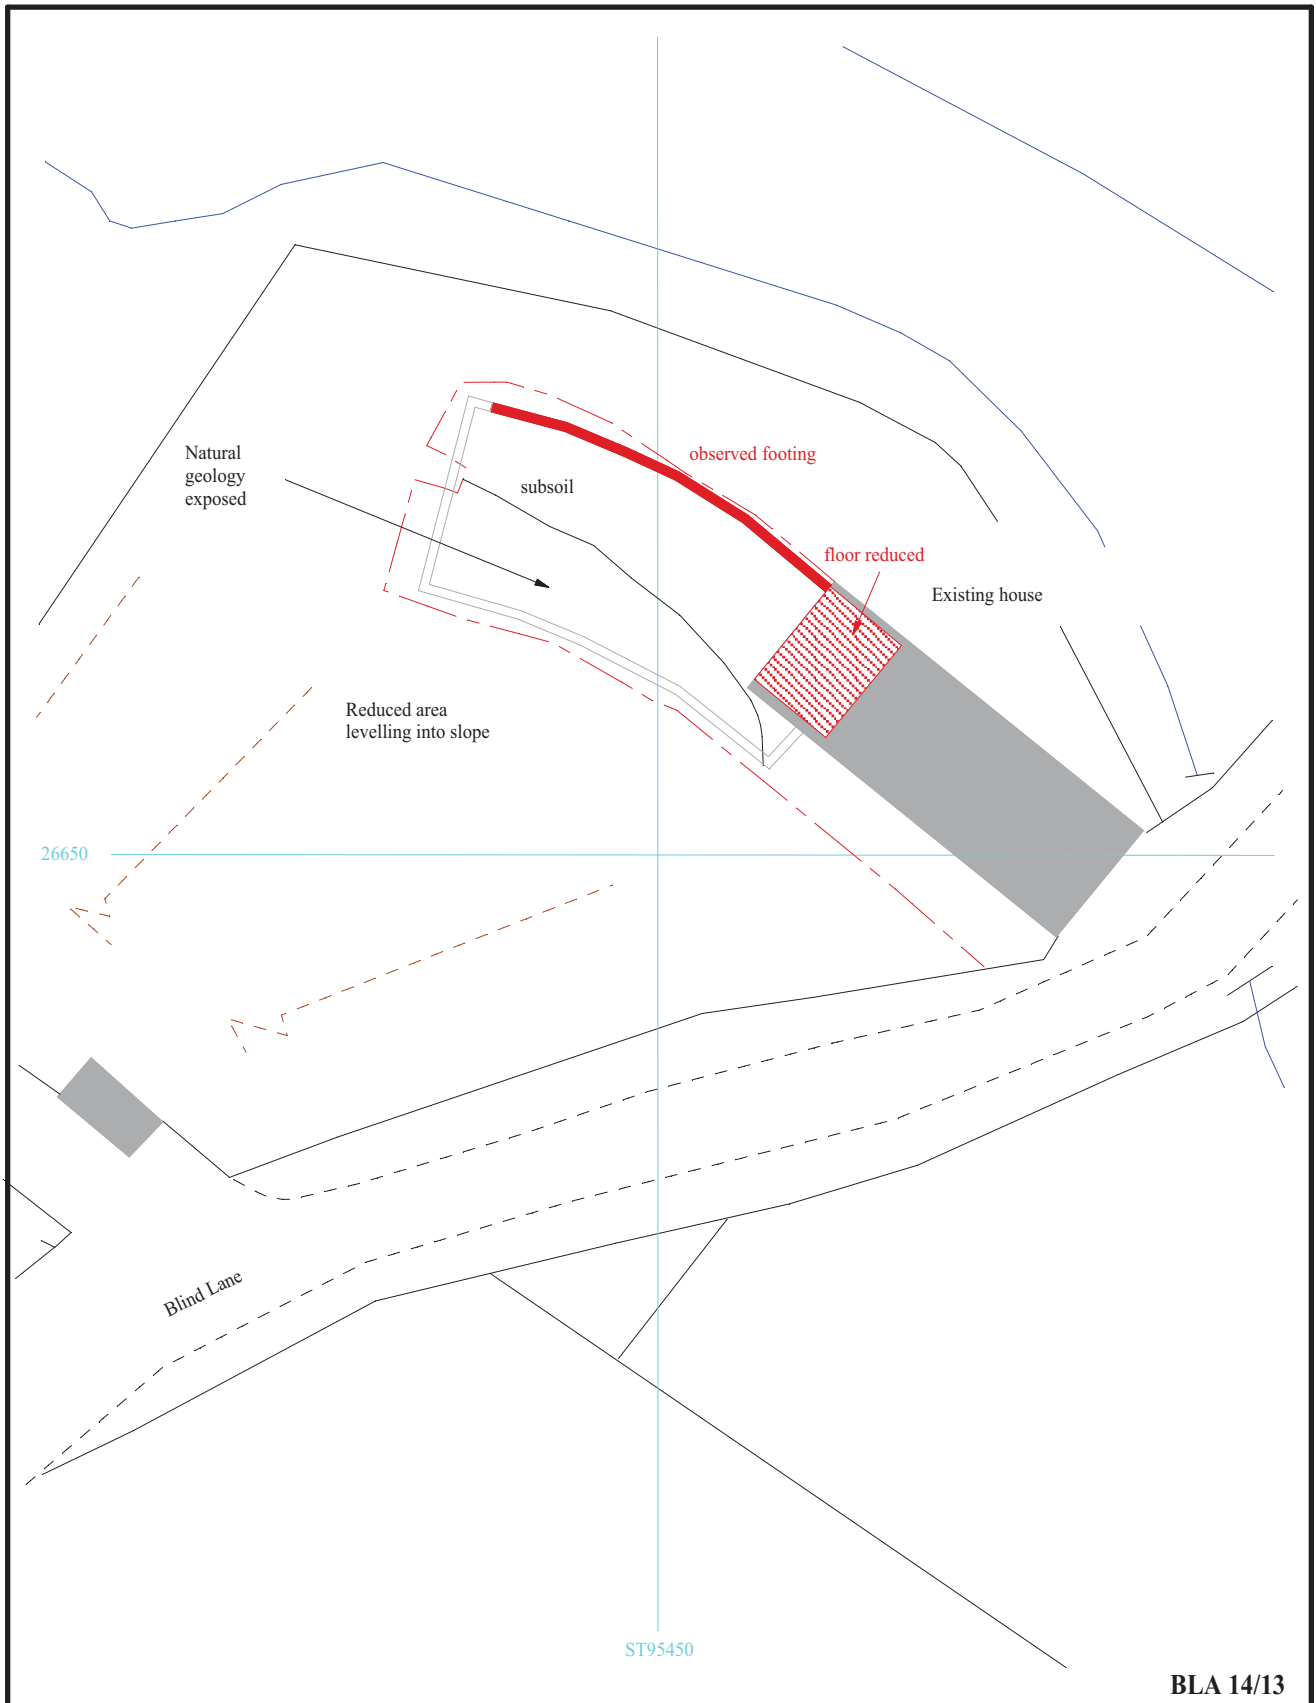 Natural
geology
exposed
observed footing
subsoil
floor reduced
Existing house
Reduced area
levelling into slope
26650
Blind Lane
ST95450
BLA 14/13